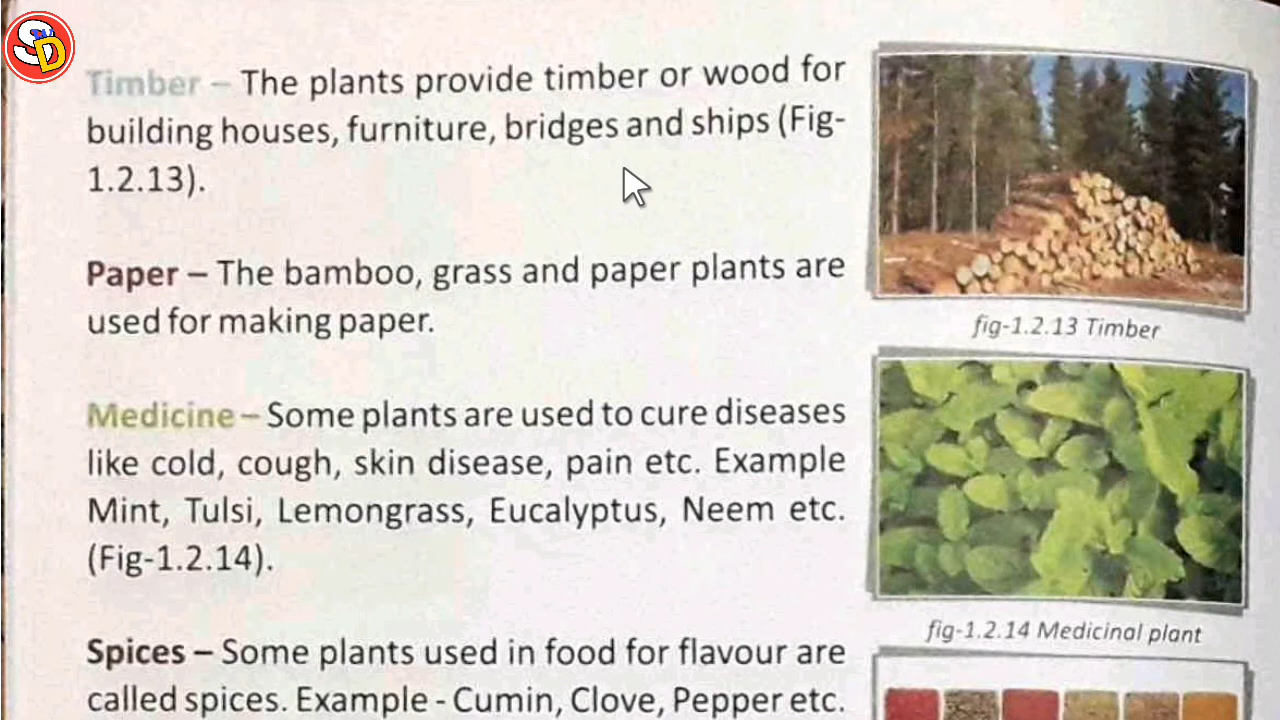 SD
Timber – The plants provide timber or wood for
building houses, furniture, bridges and ships (Fig-
1.2.13).
fig-1.2.13 Timber
Paper – The bamboo, grass and paper plants are
used for making paper.
Medicine – Some plants are used to cure diseases
like cold, cough, skin disease, pain etc. Example
Mint, Tulsi, Lemongrass, Eucalyptus, Neem etc.
(Fig-1.2.14).
fig-1.2.14 Medicinal plant
Spices – Some plants used in food for flavour are
called spices. Example - Cumin, Clove, Pepper etc.